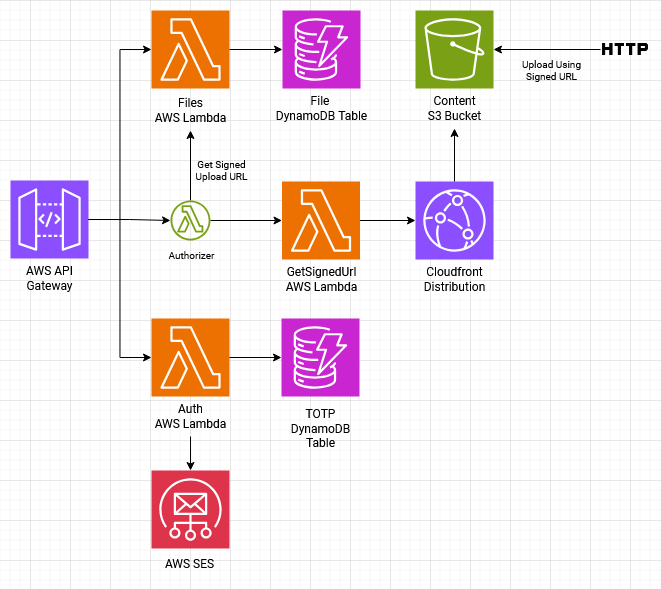 HTTP
Upload Using
Signed URL
Files
AWS Lambda
File
DynamoDB Table
Content
S3 Bucket
Get Signed
Upload URL
Authorizer
AWS API
Gateway
GetSignedUrl
AWS Lambda
Cloudfront
Distribution
Auth
AWS Lambda
TOTP
DynamoDB
Table
AWS SES